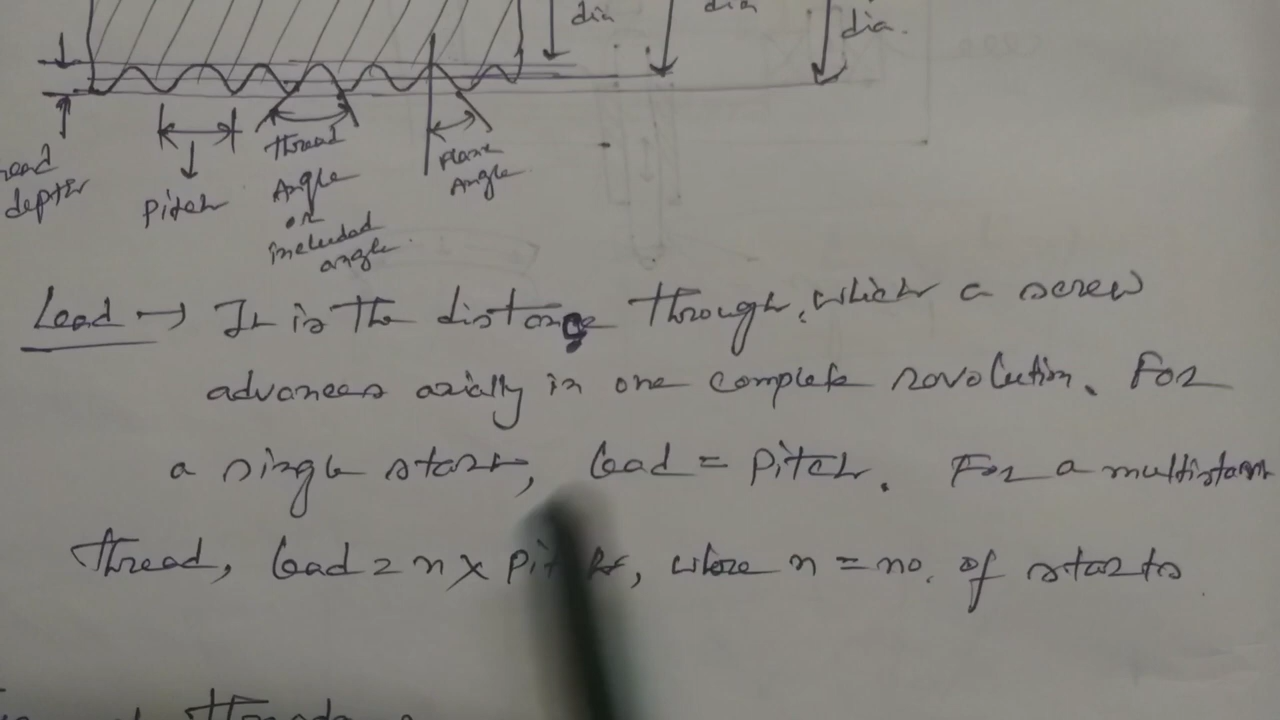 dia
dia
dia.
depth
Pitch
thread
Angle
or
included
angle
Flank
Angle
Lead → It is the distance through which a screw
advances axially in one complete revolution. For
a single start, lead = Pitch. For a multistart
thread, lead = n x Pitch, where n = no. of starts